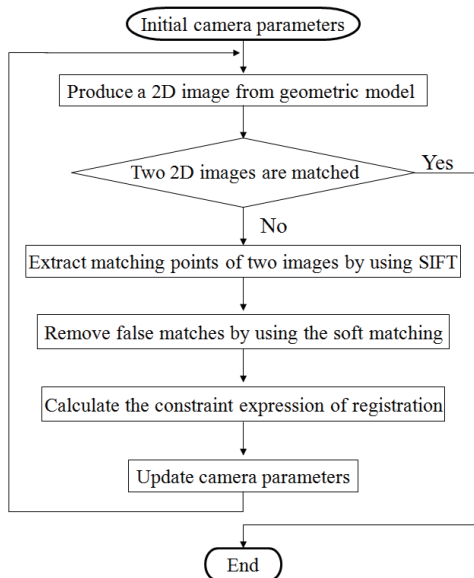 Initial camera parameters
Produce a 2D image from geometric model
Two 2D images are matched
Yes
No
Extract matching points of two images by using SIFT
Remove false matches by using the soft matching
Calculate the constraint expression of registration
Update camera parameters
End